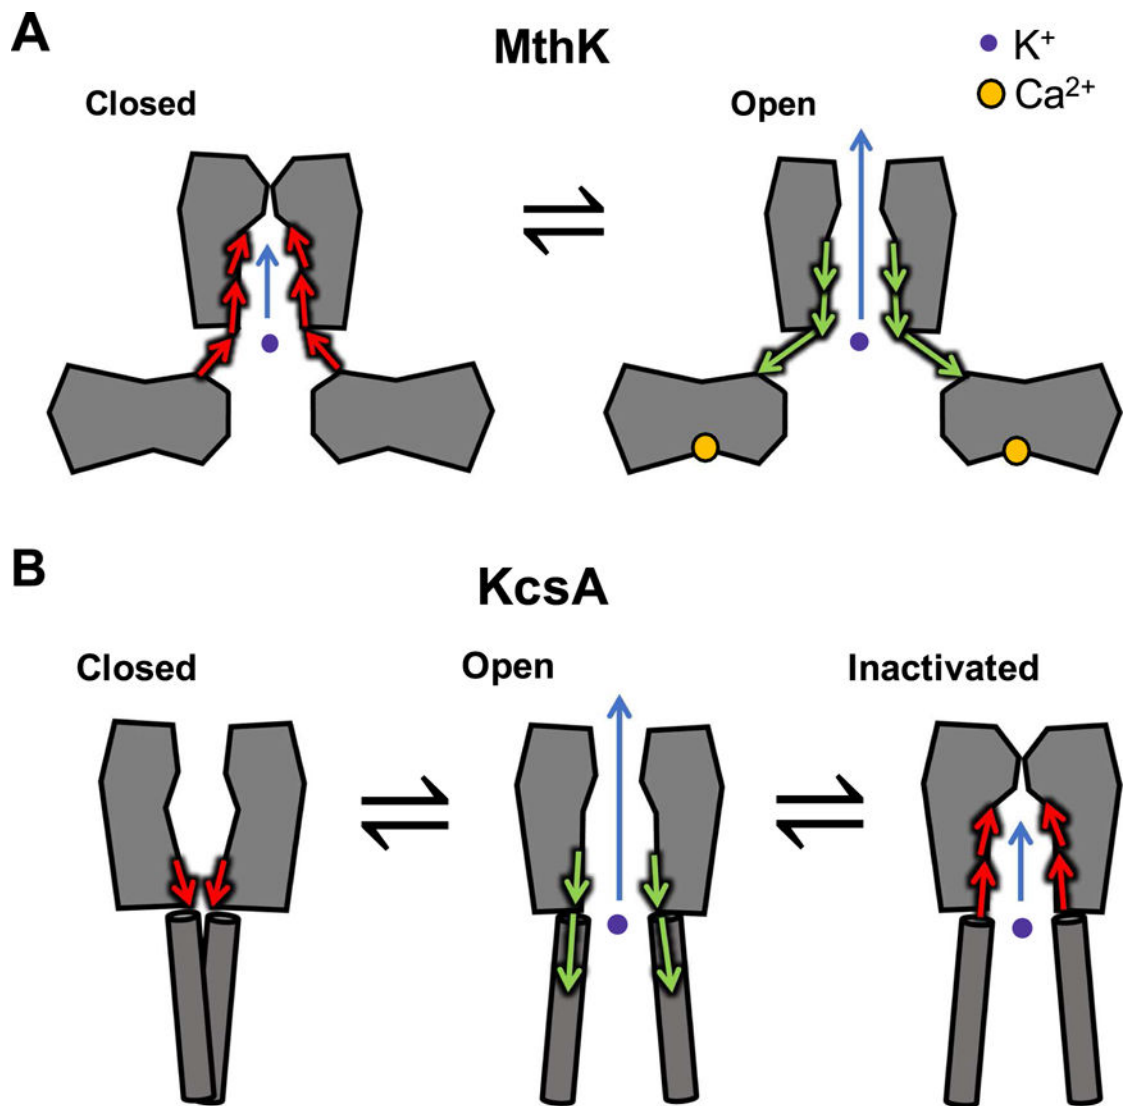 A
MthK
K⁺
Ca²⁺
Closed
Open
B
KcsA
Closed
Open
Inactivated